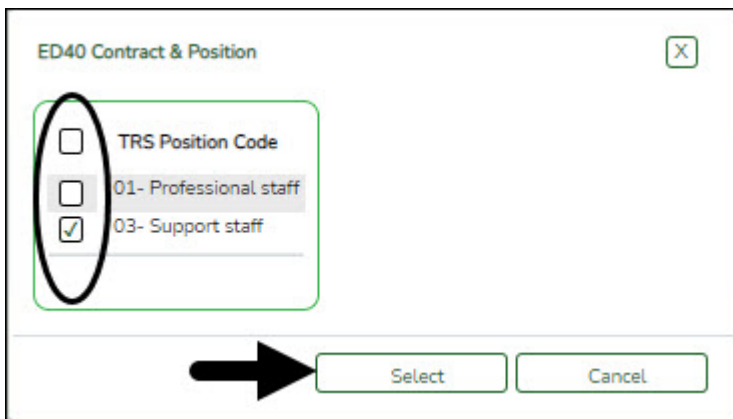 ED40 Contract & Position
X
TRS Position Code
01- Professional staff
03- Support staff
Select
Cancel